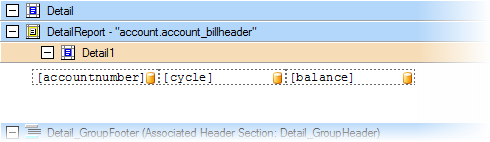 Detail
DetailReport - "account.account_billheader"
Detail1
[accountnumber] [cycle] [balance]
Detail_GroupFooter (Associated Header Section: Detail_GroupHeader)